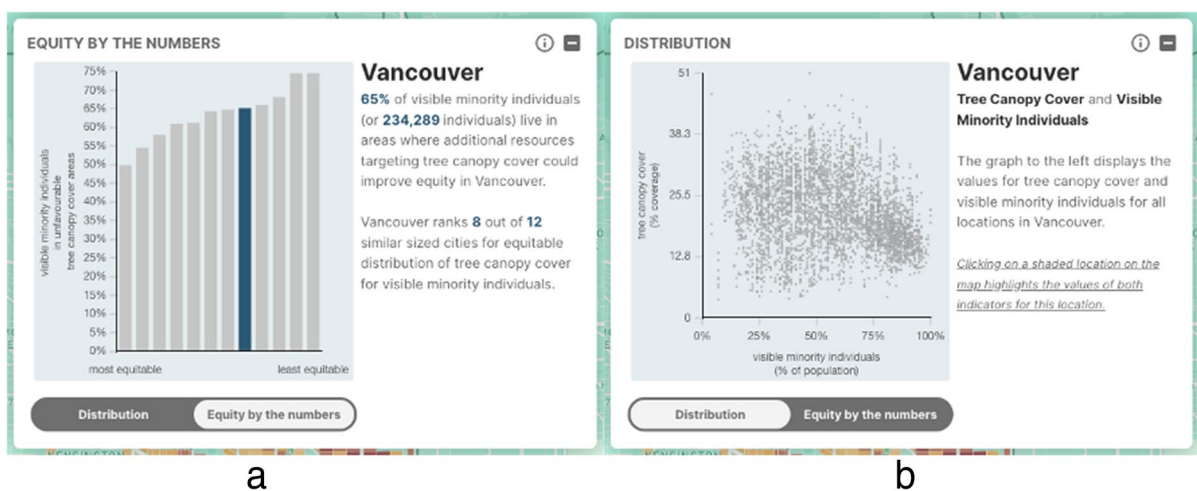 EQUITY BY THE NUMBERS
75%
70%
65%
60%
55%
50%
45%
40%
35%
30%
25%
20%
15%
10%
5%
0%
visible minority individuals
in unfavourable
tree canopy cover areas
most equitable
least equitable
Vancouver
65% of visible minority individuals
(or 234,289 individuals) live in
areas where additional resources
targeting tree canopy cover could
improve equity in Vancouver.
Vancouver ranks 8 out of 12
similar sized cities for equitable
distribution of tree canopy cover
for visible minority individuals.
Distribution
Equity by the numbers
KENSINGTON
a
DISTRIBUTION
51
38.3
25.5
12.8
0
tree canopy cover
(% coverage)
0%
25%
50%
75%
100%
visible minority individuals
(% of population)
Vancouver
Tree Canopy Cover and Visible
Minority Individuals
The graph to the left displays the
values for tree canopy cover and
visible minority individuals for all
locations in Vancouver.
Clicking on a shaded location on the
map highlights the values of both
indicators for this location.
Distribution
Equity by the numbers
KENSINGTON
b